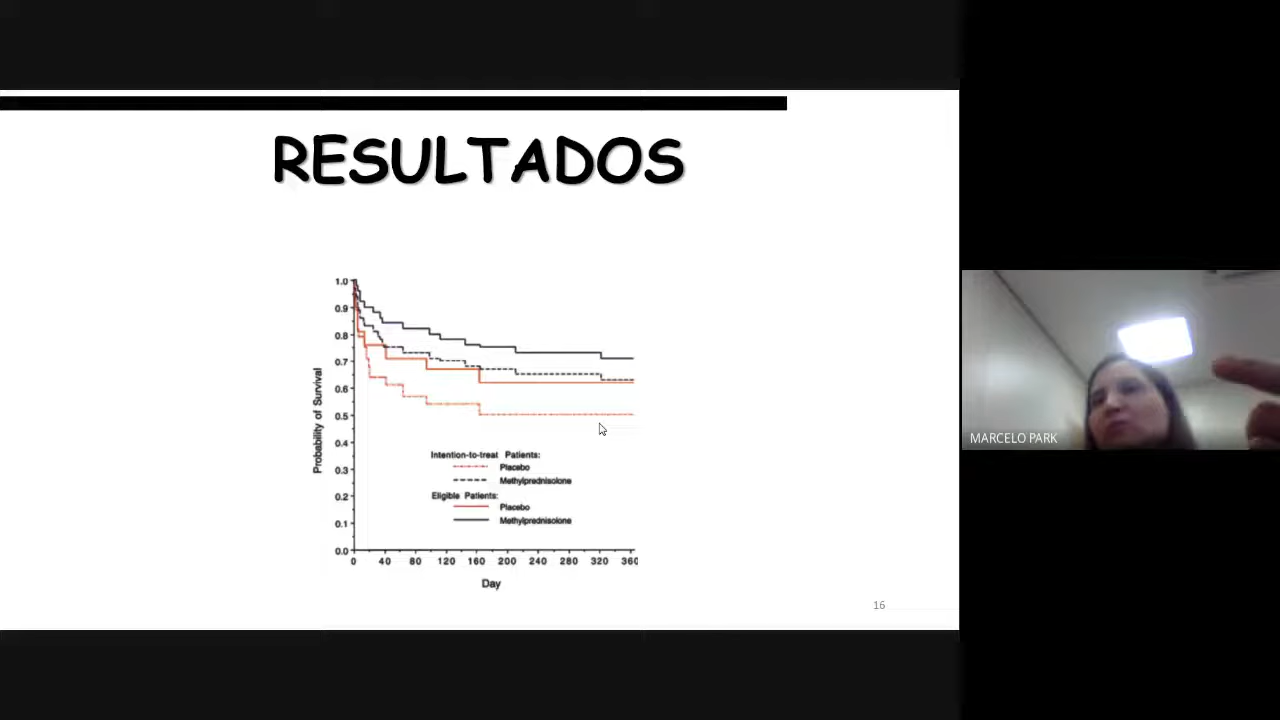 RESULTADOS
1.0
0.9
0.8
0.7
0.6
0.5
0.4
0.3
0.2
0.1
0.0
Probability of Survival
Intention-to-treat Patients:
Placebo
Methylprednisolone
Eligible Patients:
Placebo
Methylprednisolone
0 40 80 120 160 200 240 280 320 360
Day
16
MARCELO PARK